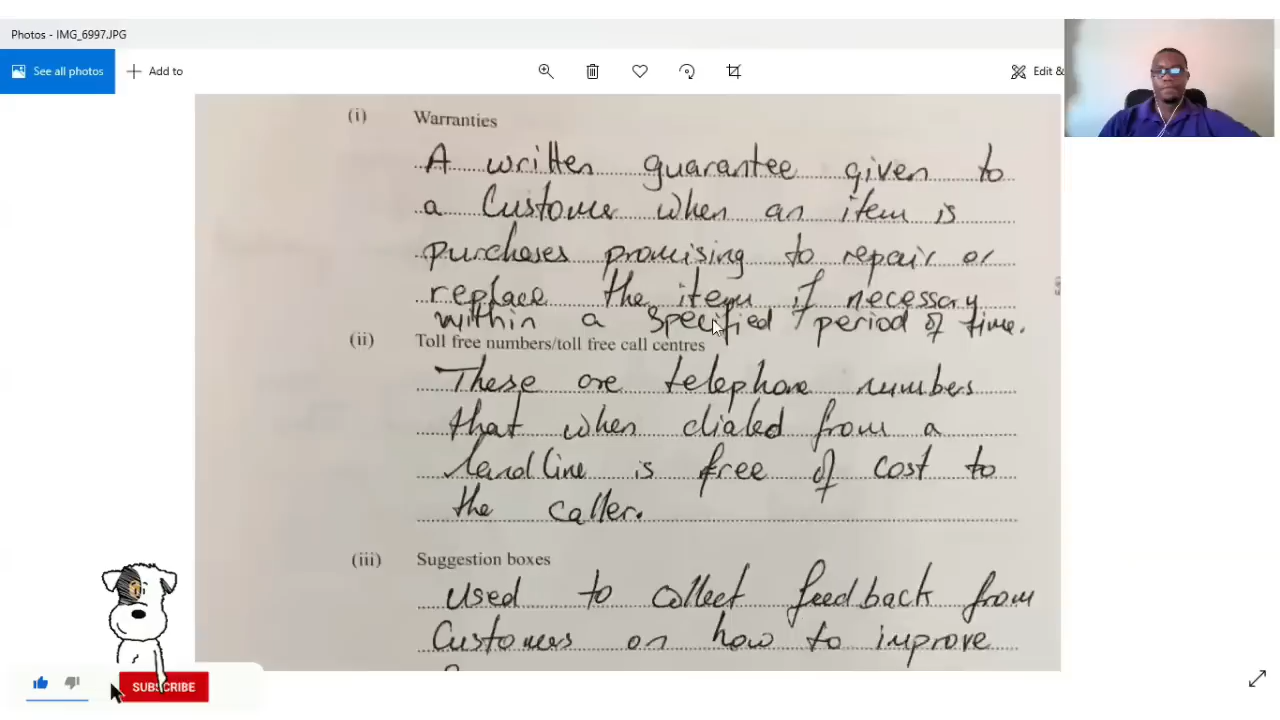 Photos - IMG_6997.JPG
See all photos
Add to
Edit &
(i) Warranties
A written guarantee given to
a Customer when an item is
purchases promising to repair or
replace the item if necessary
within a specified period of time.
(ii) Toll free numbers/toll free call centres
These are telephone numbers
that when dialed from a
landline is free of cost to
the caller.
(iii) Suggestion boxes
used to collect feedback from
Customers on how to improve
SUBSCRIBE